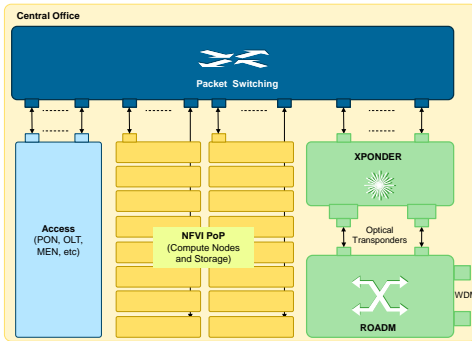 Central Office
Packet Switching
XPONDER
Access
(PON, OLT,
MEN, etc)
NFVI PoP
(Compute Nodes
and Storage)
Optical
Transponders
WDM
ROADM